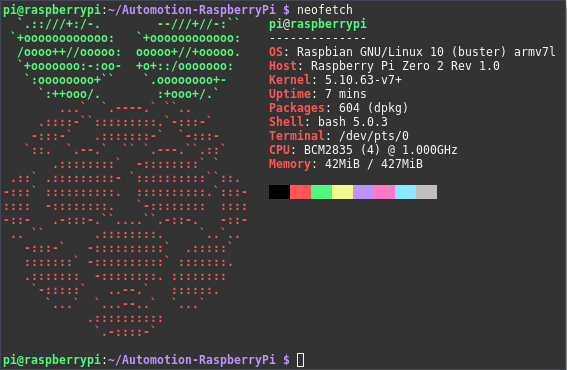 pi@raspberrypi:~/Automotion-RaspberryPi $ neofetch
pi@raspberrypi
--------------
OS: Raspbian GNU/Linux 10 (buster) armv7l
Host: Raspberry Pi Zero 2 Rev 1.0
Kernel: 5.10.63-v7+
Uptime: 7 mins
Packages: 604 (dpkg)
Shell: bash 5.0.3
Terminal: /dev/pts/0
CPU: BCM2835 (4) @ 1.000GHz
Memory: 42MiB / 427MiB
pi@raspberrypi:~/Automotion-RaspberryPi $